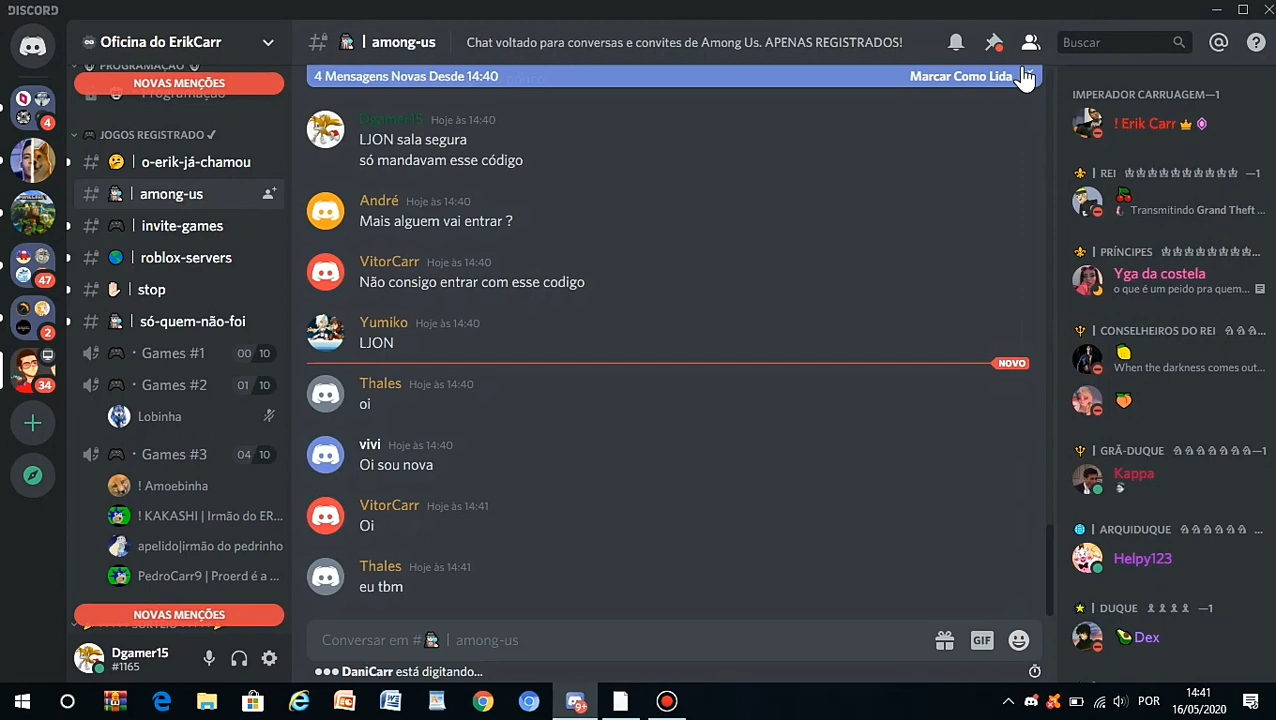 DISCORD
Oficina do ErikCarr
among-us
Chat voltado para conversas e convites de Among Us. APENAS REGISTRADOS!
Buscar
PROGRAMAÇÃO
NOVAS MENÇÕES
Programação
JOGOS REGISTRADO
o-erik-já-chamou
among-us
invite-games
roblox-servers
stop
só-quem-não-foi
Games #1 00 10
Games #2 01 10
Lobinha
Games #3 04 10
! Amoebinha
! KAKASHI | Irmão do ER...
apelido|irmão do pedrinho
PedroCarr9 | Proerd é a ...
NOVAS MENÇÕES
Dgamer15
#1165
4
47
2
34
4 Mensagens Novas Desde 14:40
Marcar Como Lida
Dgamer15 Hoje às 14:40
LJON sala segura
só mandavam esse código
André Hoje às 14:40
Mais alguem vai entrar ?
VitorCarr Hoje às 14:40
Não consigo entrar com esse codigo
Yumiko Hoje às 14:40
LJON
NOVO
Thales Hoje às 14:40
oi
vivi Hoje às 14:40
Oi sou nova
VitorCarr Hoje às 14:41
Oi
Thales Hoje às 14:41
eu tbm
Conversar em # | among-us
GIF
DaniCarr está digitando...
IMPERADOR CARRUAGEM—1
! Erik Carr
REI —1
Transmitindo Grand Theft ...
PRÍNCIPES ...
Yga da costela
o que é um peido pra quem...
CONSELHEIROS DO REI ...
When the darkness comes out...
GRÃ-DUQUE —1
Kappa
ARQUIDUQUE ...
Helpy123
DUQUE —1
Dex
9+
POR
14:41
16/05/2020